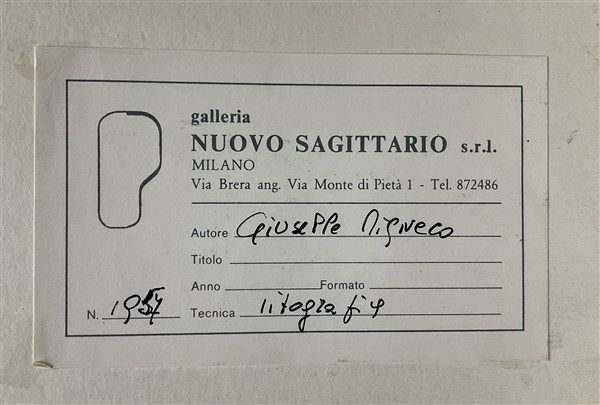 galleria
NUOVO SAGITTARIO s.r.l.
MILANO
Via Brera ang. Via Monte di Pietà 1 - Tel. 872486
Autore Giuseppe Migneco
Titolo
Anno Formato
N. Tecnica litografia